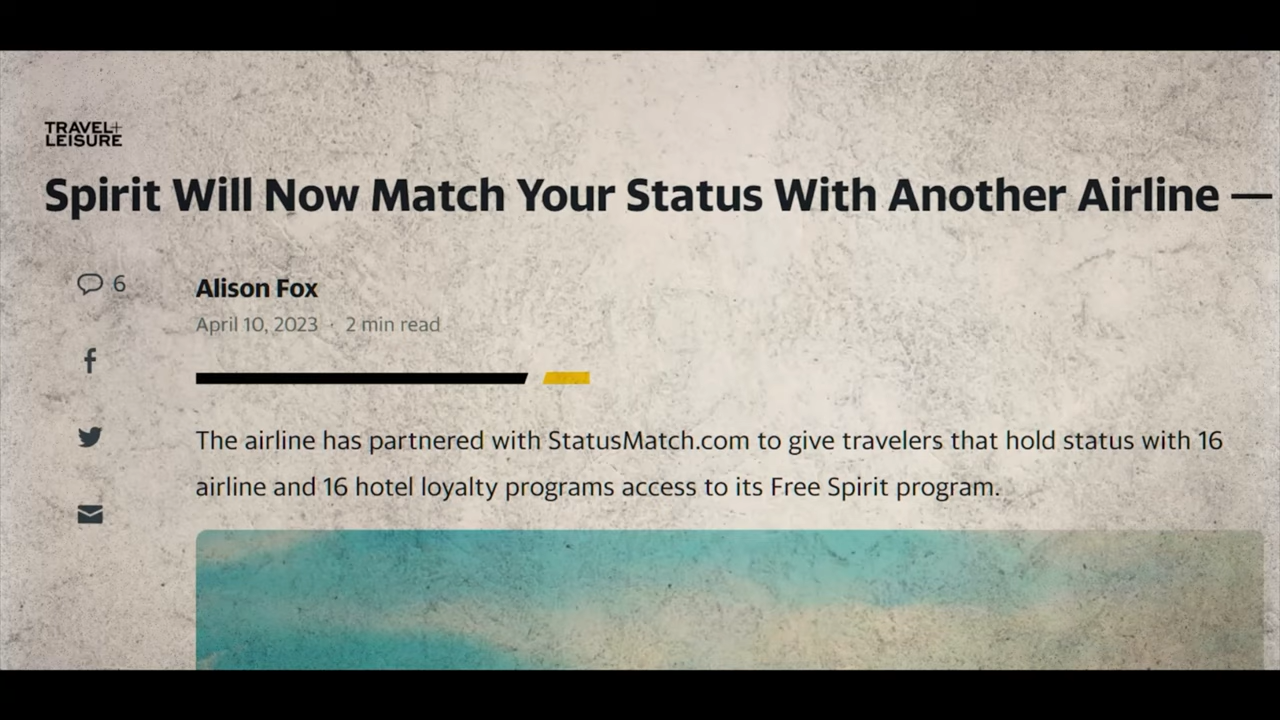 TRAVEL+
LEISURE
Spirit Will Now Match Your Status With Another Airline —
6
Alison Fox
April 10, 2023 · 2 min read
The airline has partnered with StatusMatch.com to give travelers that hold status with 16
airline and 16 hotel loyalty programs access to its Free Spirit program.